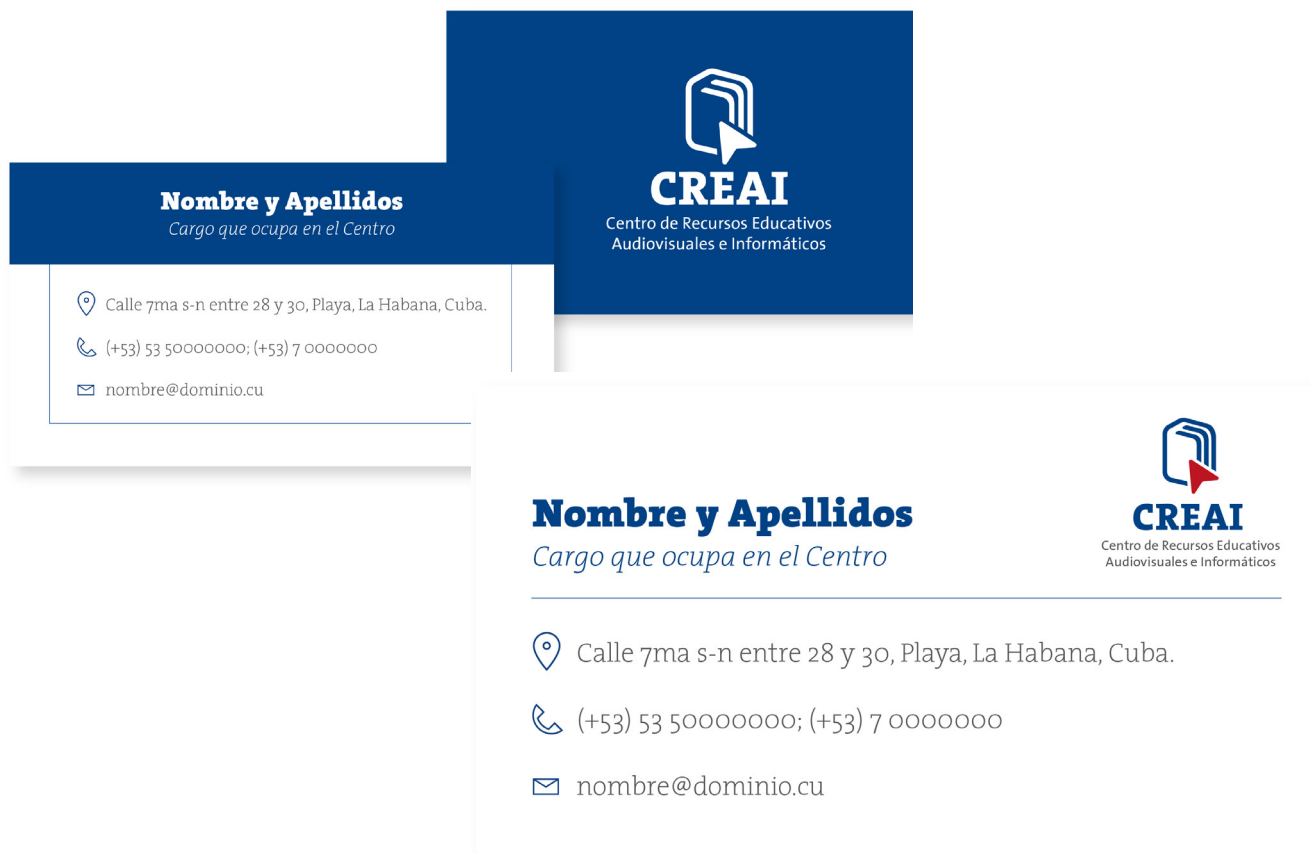 CREAI
Centro de Recursos Educativos
Audiovisuales e Informáticos
Nombre y Apellidos
Cargo que ocupa en el Centro
Calle 7ma s-n entre 28 y 30, Playa, La Habana, Cuba.
(+53) 53 50000000; (+53) 7 0000000
nombre@dominio.cu
CREAI
Centro de Recursos Educativos
Audiovisuales e Informáticos
Nombre y Apellidos
Cargo que ocupa en el Centro
Calle 7ma s-n entre 28 y 30, Playa, La Habana, Cuba.
(+53) 53 50000000; (+53) 7 0000000
nombre@dominio.cu